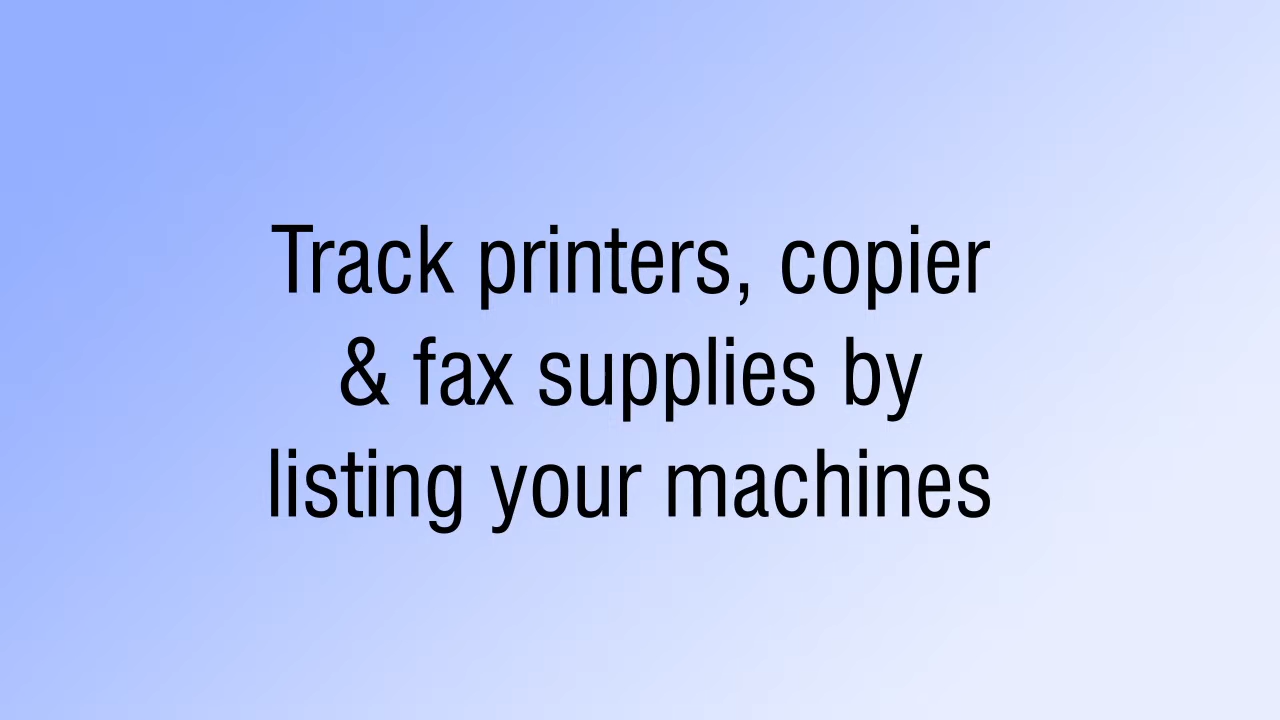 Track printers, copier
& fax supplies by
listing your machines